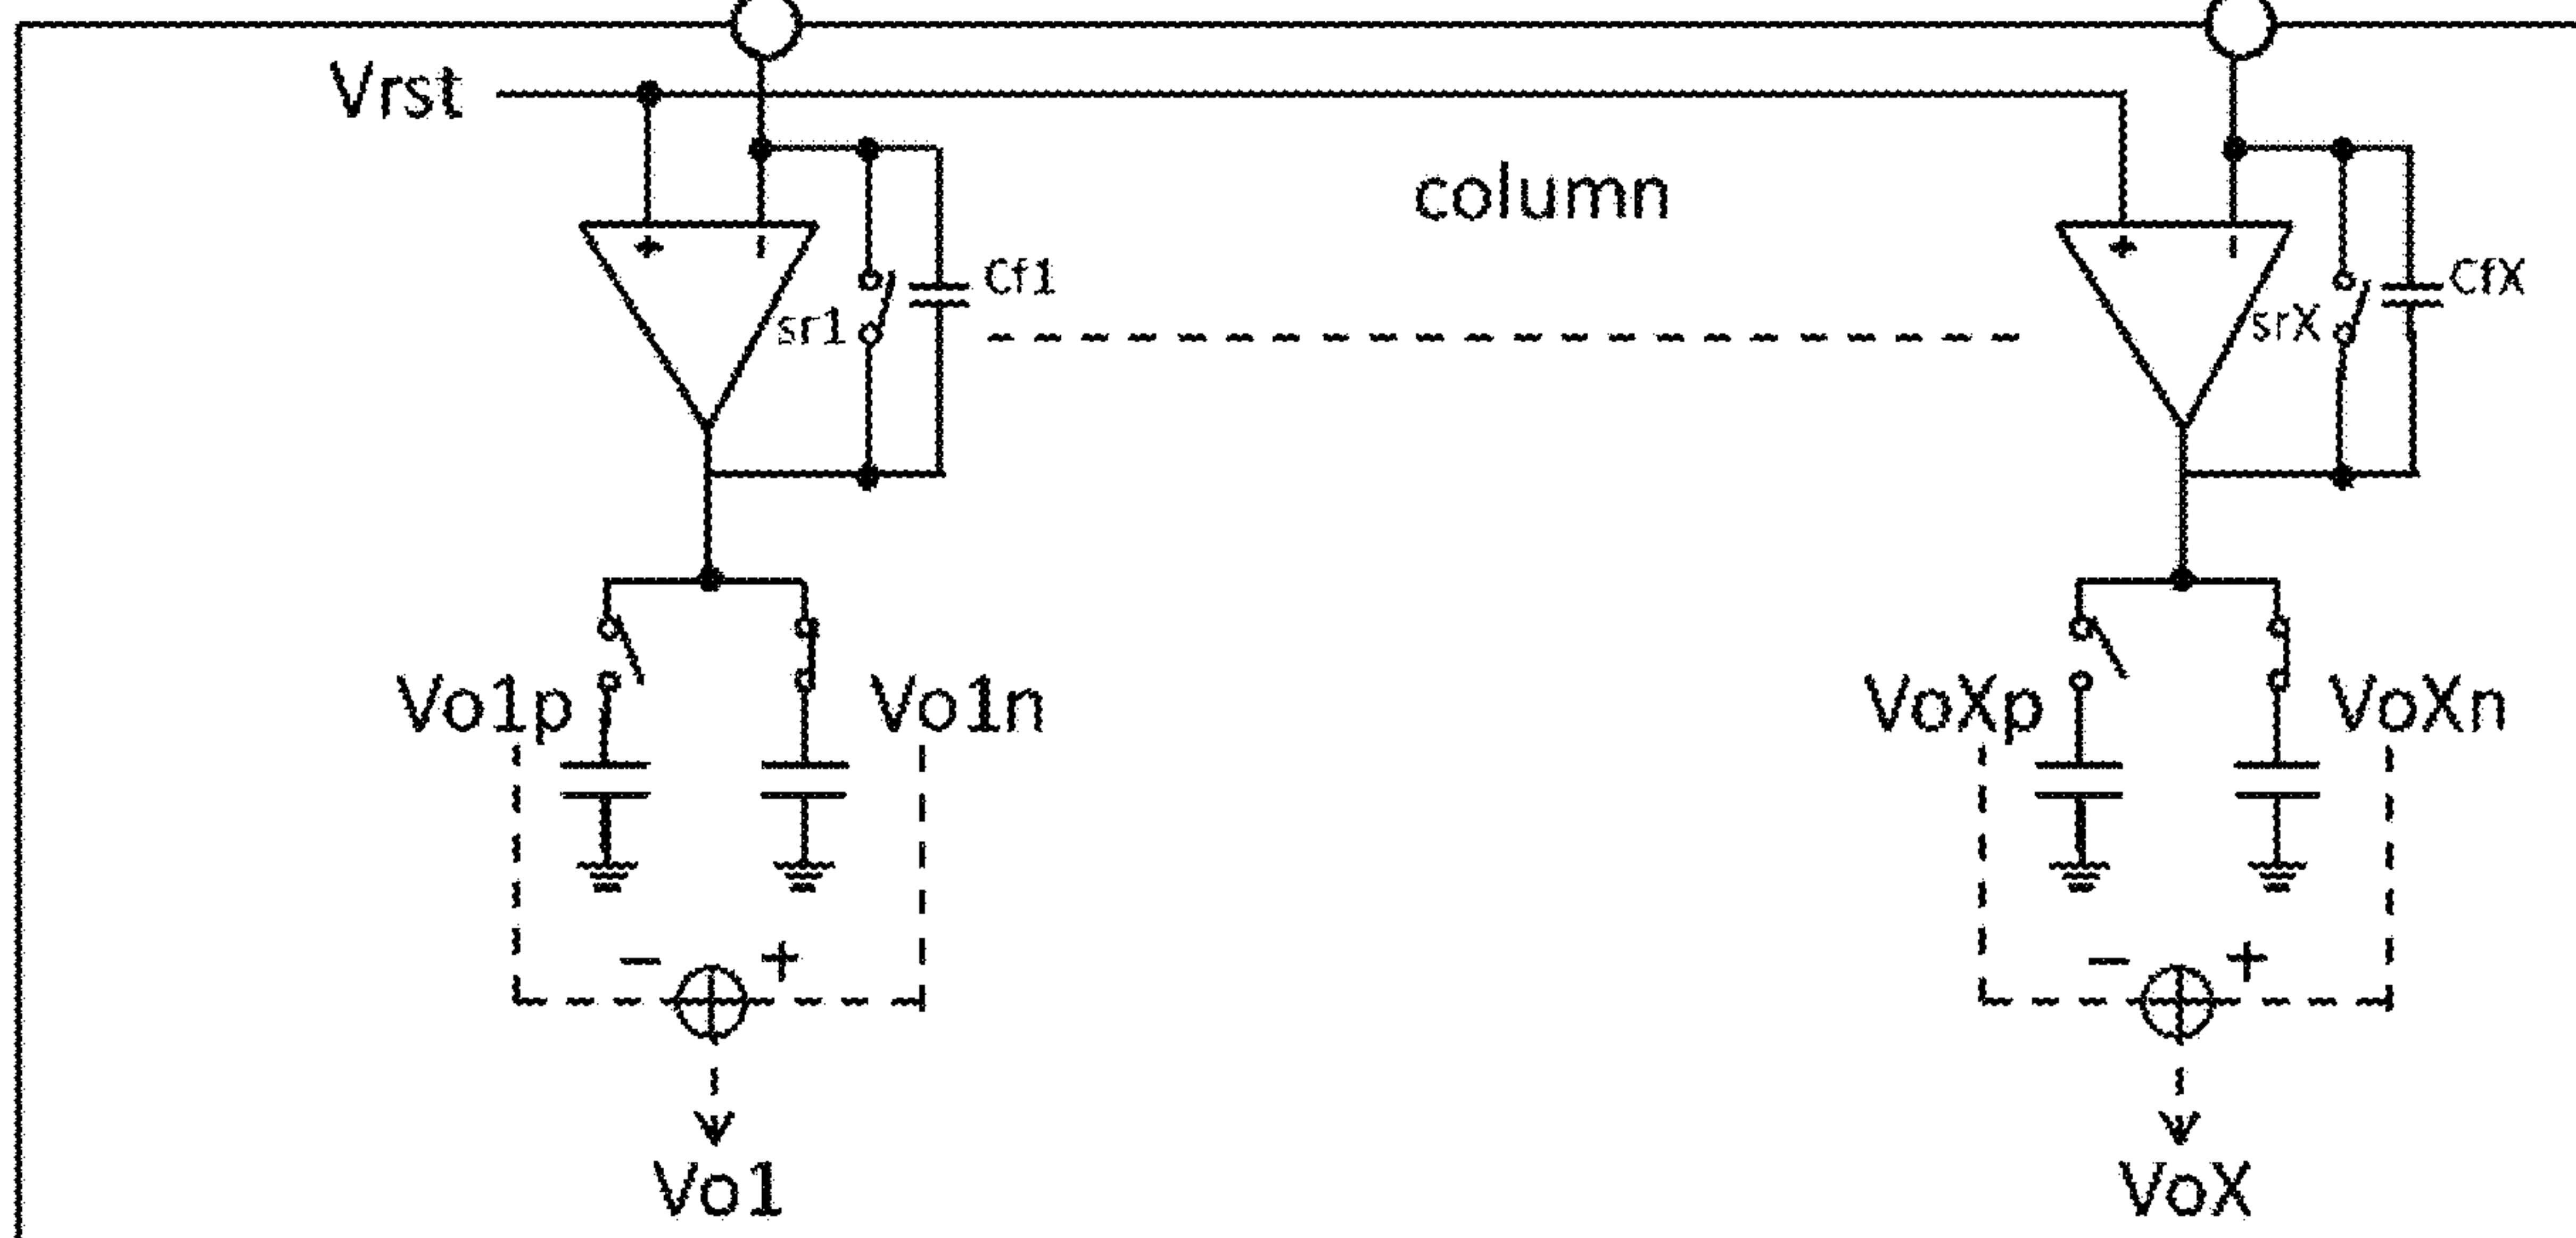 Vrst
column
+ - + -
Cf1 CfX
sr1 srX
Vo1p Vo1n VoXp VoXn
- + - +
Vo1 VoX